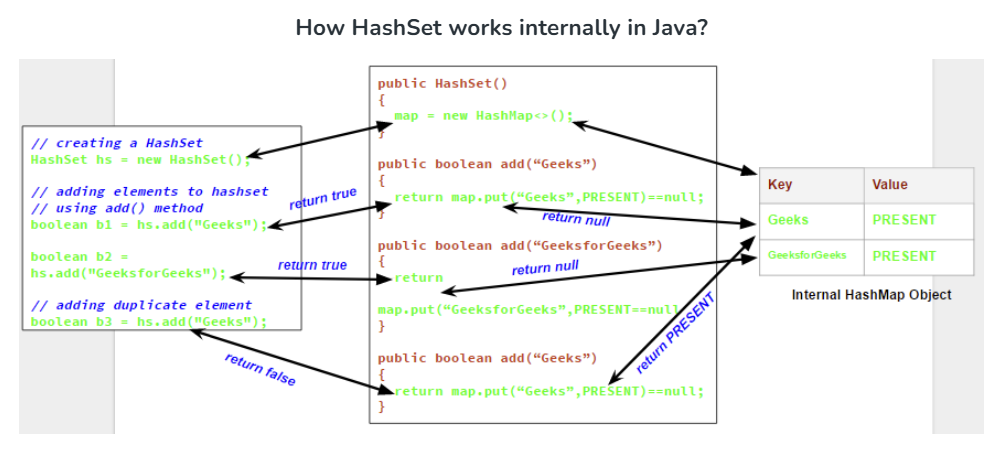 How HashSet works internally in Java?
// creating a HashSet
HashSet hs = new HashSet();
// adding elements to hashset
// using add() method
boolean b1 = hs.add("Geeks");
boolean b2 =
hs.add("GeeksforGeeks");
// adding duplicate element
boolean b3 = hs.add("Geeks");
return true
return true
return false
public HashSet()
{
map = new HashMap<>();
}
public boolean add(“Geeks”)
{
return map.put(“Geeks”,PRESENT)==null;
}
public boolean add(“GeeksforGeeks”)
{
return
map.put(“GeeksforGeeks”,PRESENT==null
}
public boolean add(“Geeks”)
{
return map.put(“Geeks”,PRESENT)==null;
}
return null
return null
return PRESENT
Key Value
Geeks PRESENT
GeeksforGeeks PRESENT
Internal HashMap Object